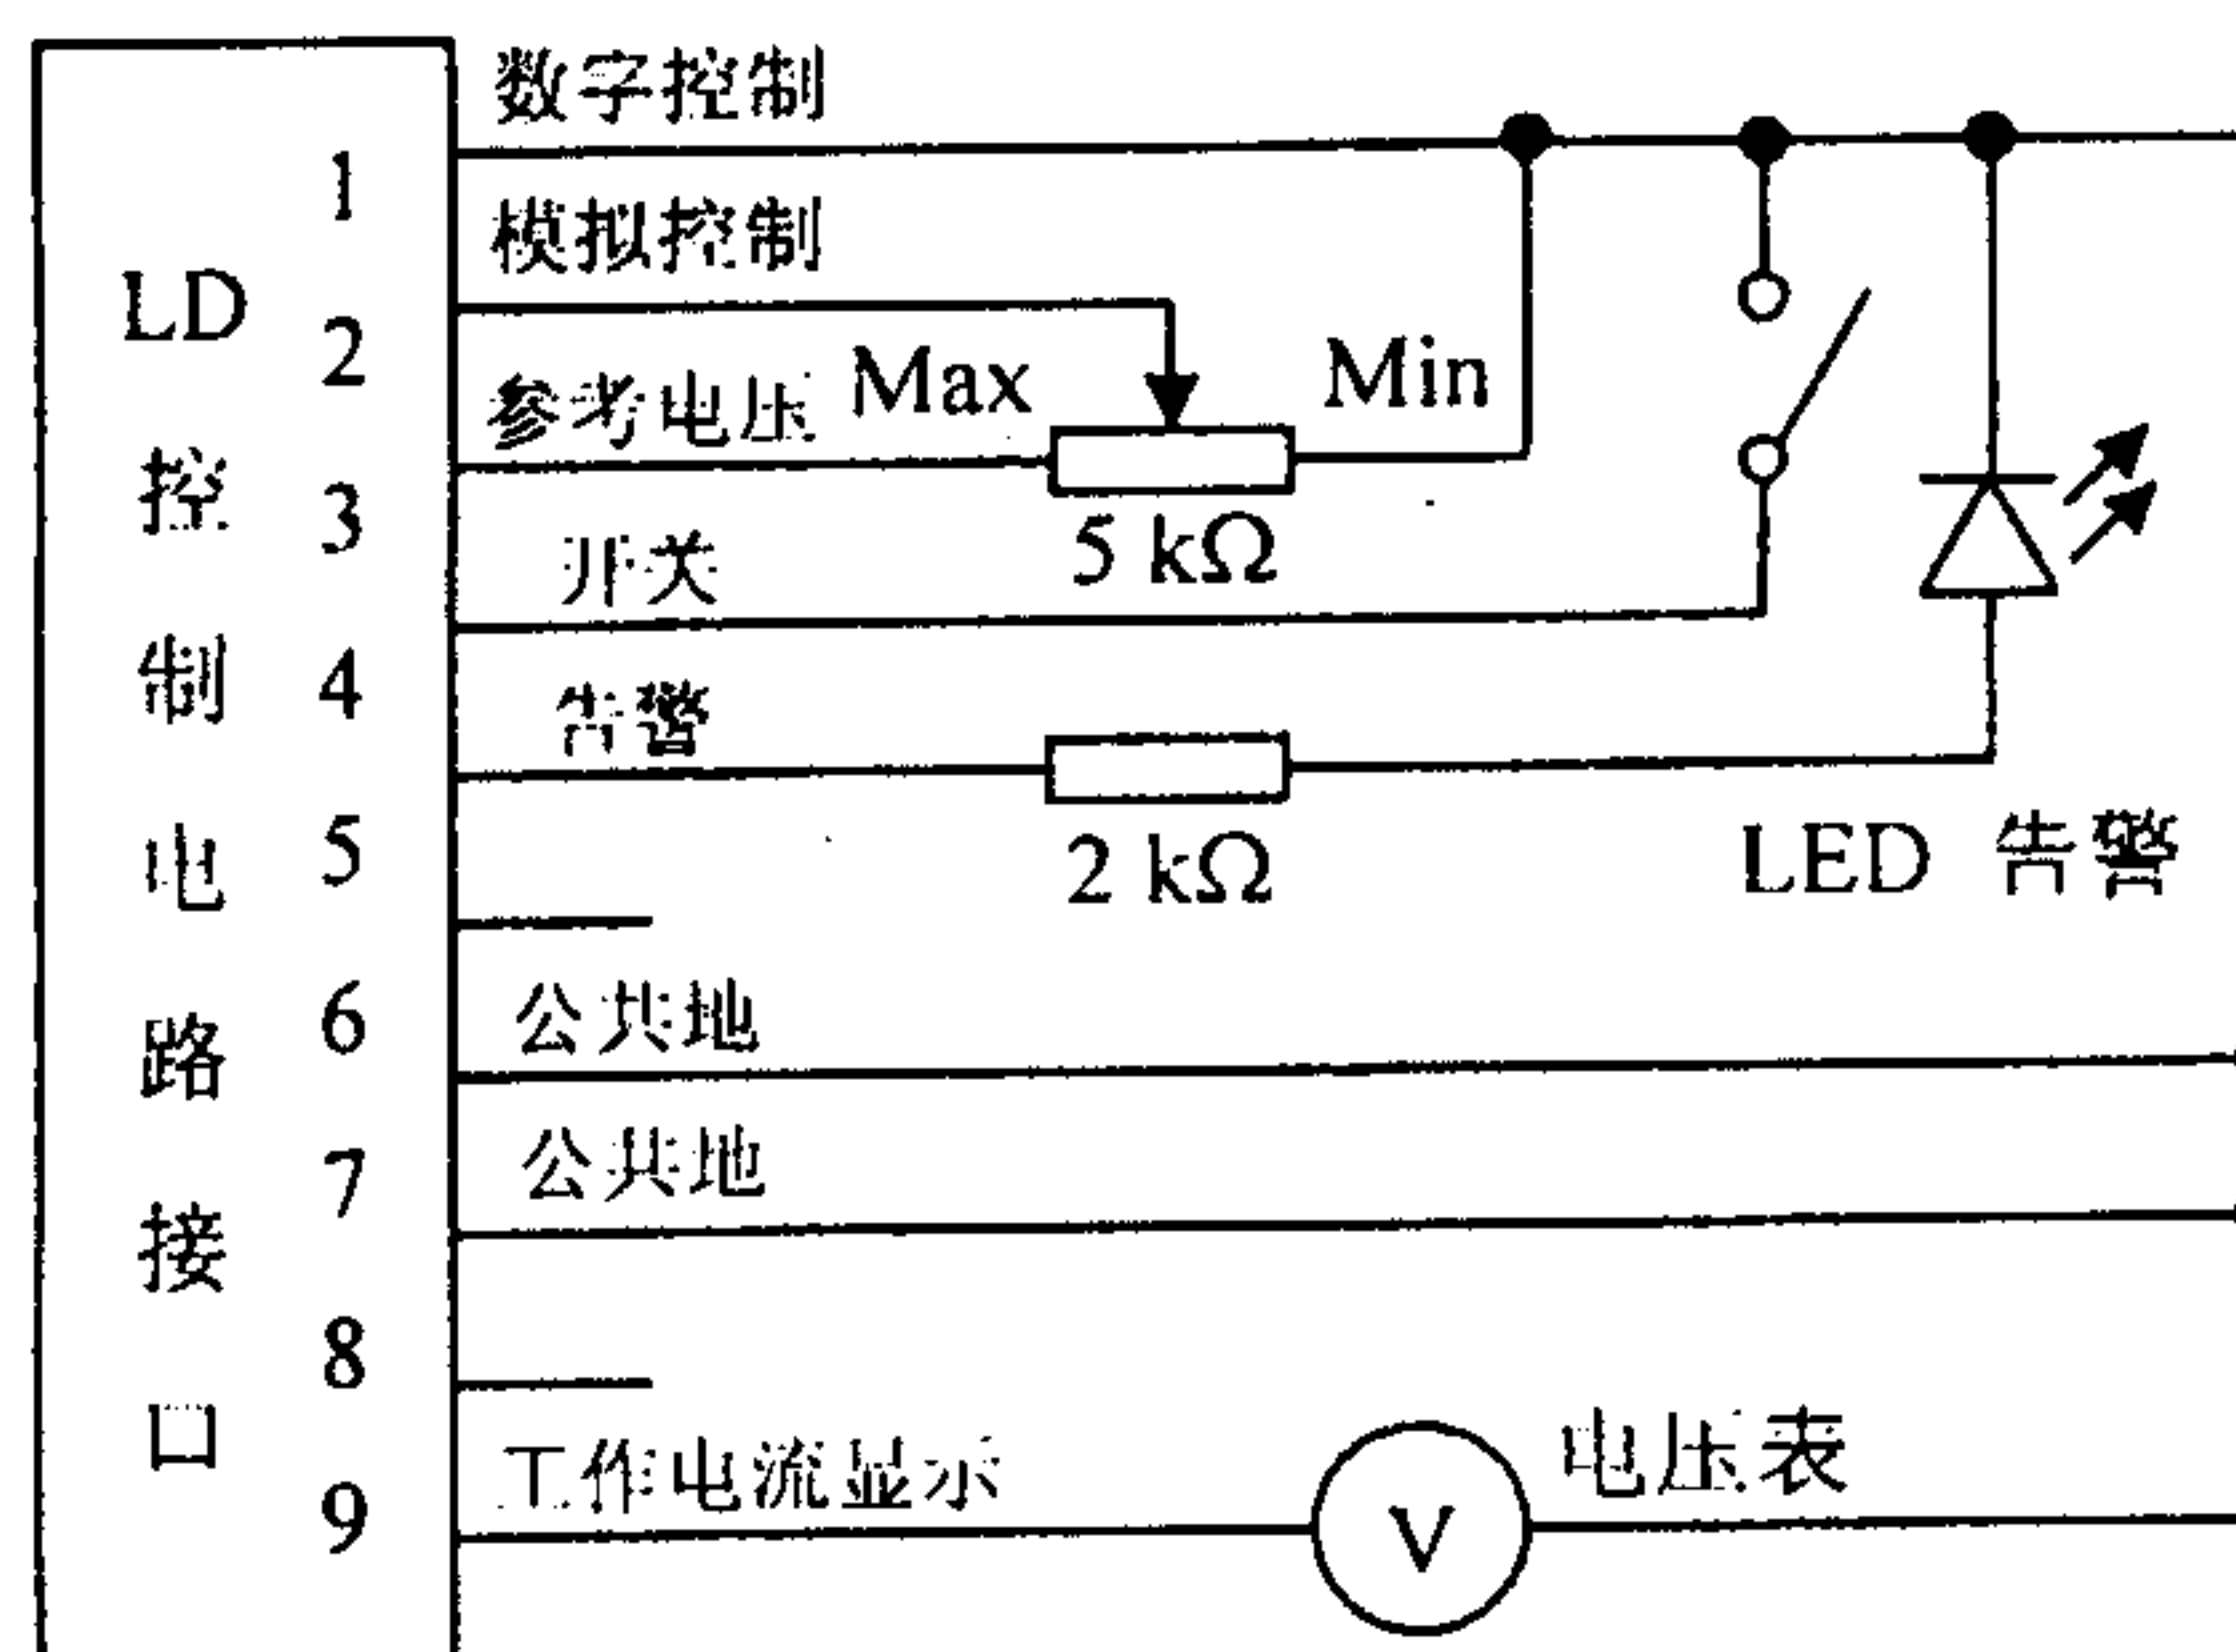 LD控制电路接口
1
2
3
4
5
6
7
8
9
数字控制
模拟控制
参考电压
Max
Min
5 kΩ
开关
告警
2 kΩ
LED 告警
公共地
公共地
工作电流显示
V
电压表